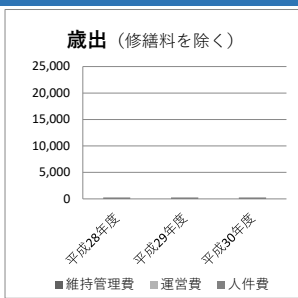 歳出（修繕料を除く）
25,000
20,000
15,000
10,000
5,000
0
平成28年度
平成29年度
平成30年度
■維持管理費 ■運営費 ■人件費